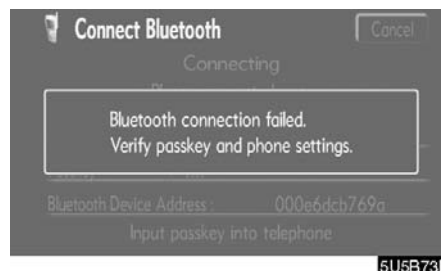 Connect Bluetooth
Cancel
Connecting
Bluetooth connection failed.
Verify passkey and phone settings.
Bluetooth Device Address : 000e6dcb769a
Input passkey into telephone
5U5B73